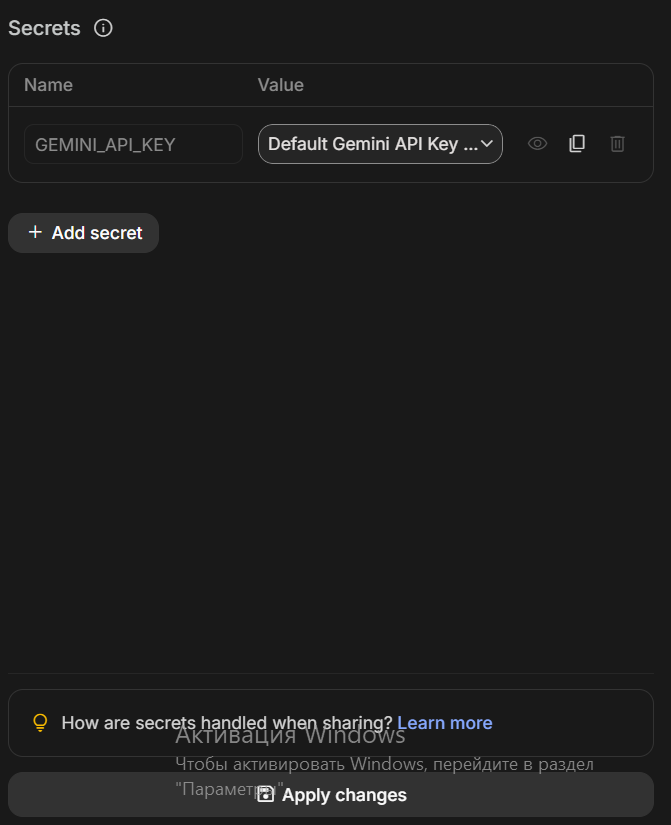 Secrets
Name Value
GEMINI_API_KEY Default Gemini API Key ...
+ Add secret
How are secrets handled when sharing? Learn more
Активация Windows
Чтобы активировать Windows, перейдите в раздел
"Параметры"
Apply changes